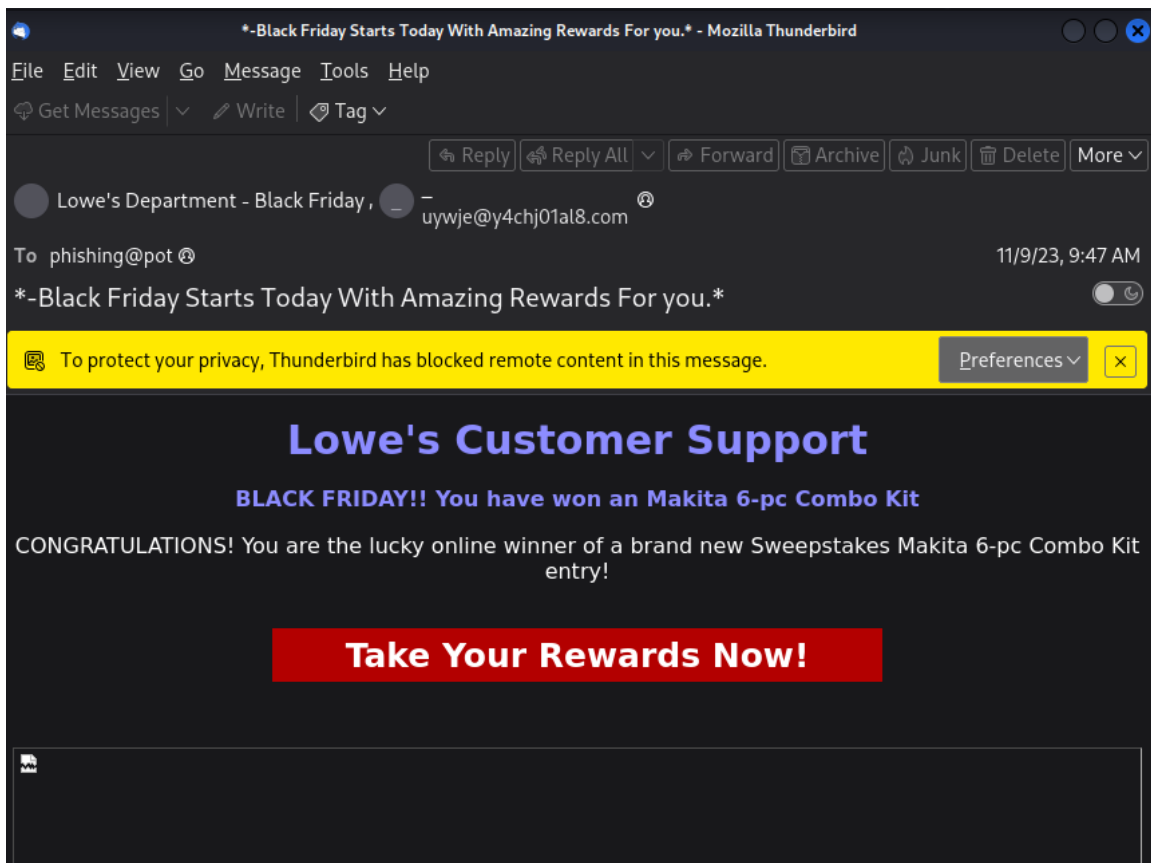 *-Black Friday Starts Today With Amazing Rewards For you.* - Mozilla Thunderbird
File Edit View Go Message Tools Help
Get Messages Write Tag
Reply Reply All Forward Archive Junk Delete More
Lowe's Department - Black Friday , _ _
uywje@y4chj01al8.com
To phishing@pot 11/9/23, 9:47 AM
*-Black Friday Starts Today With Amazing Rewards For you.*
To protect your privacy, Thunderbird has blocked remote content in this message. Preferences
Lowe's Customer Support
BLACK FRIDAY!! You have won an Makita 6-pc Combo Kit
CONGRATULATIONS! You are the lucky online winner of a brand new Sweepstakes Makita 6-pc Combo Kit
entry!
Take Your Rewards Now!